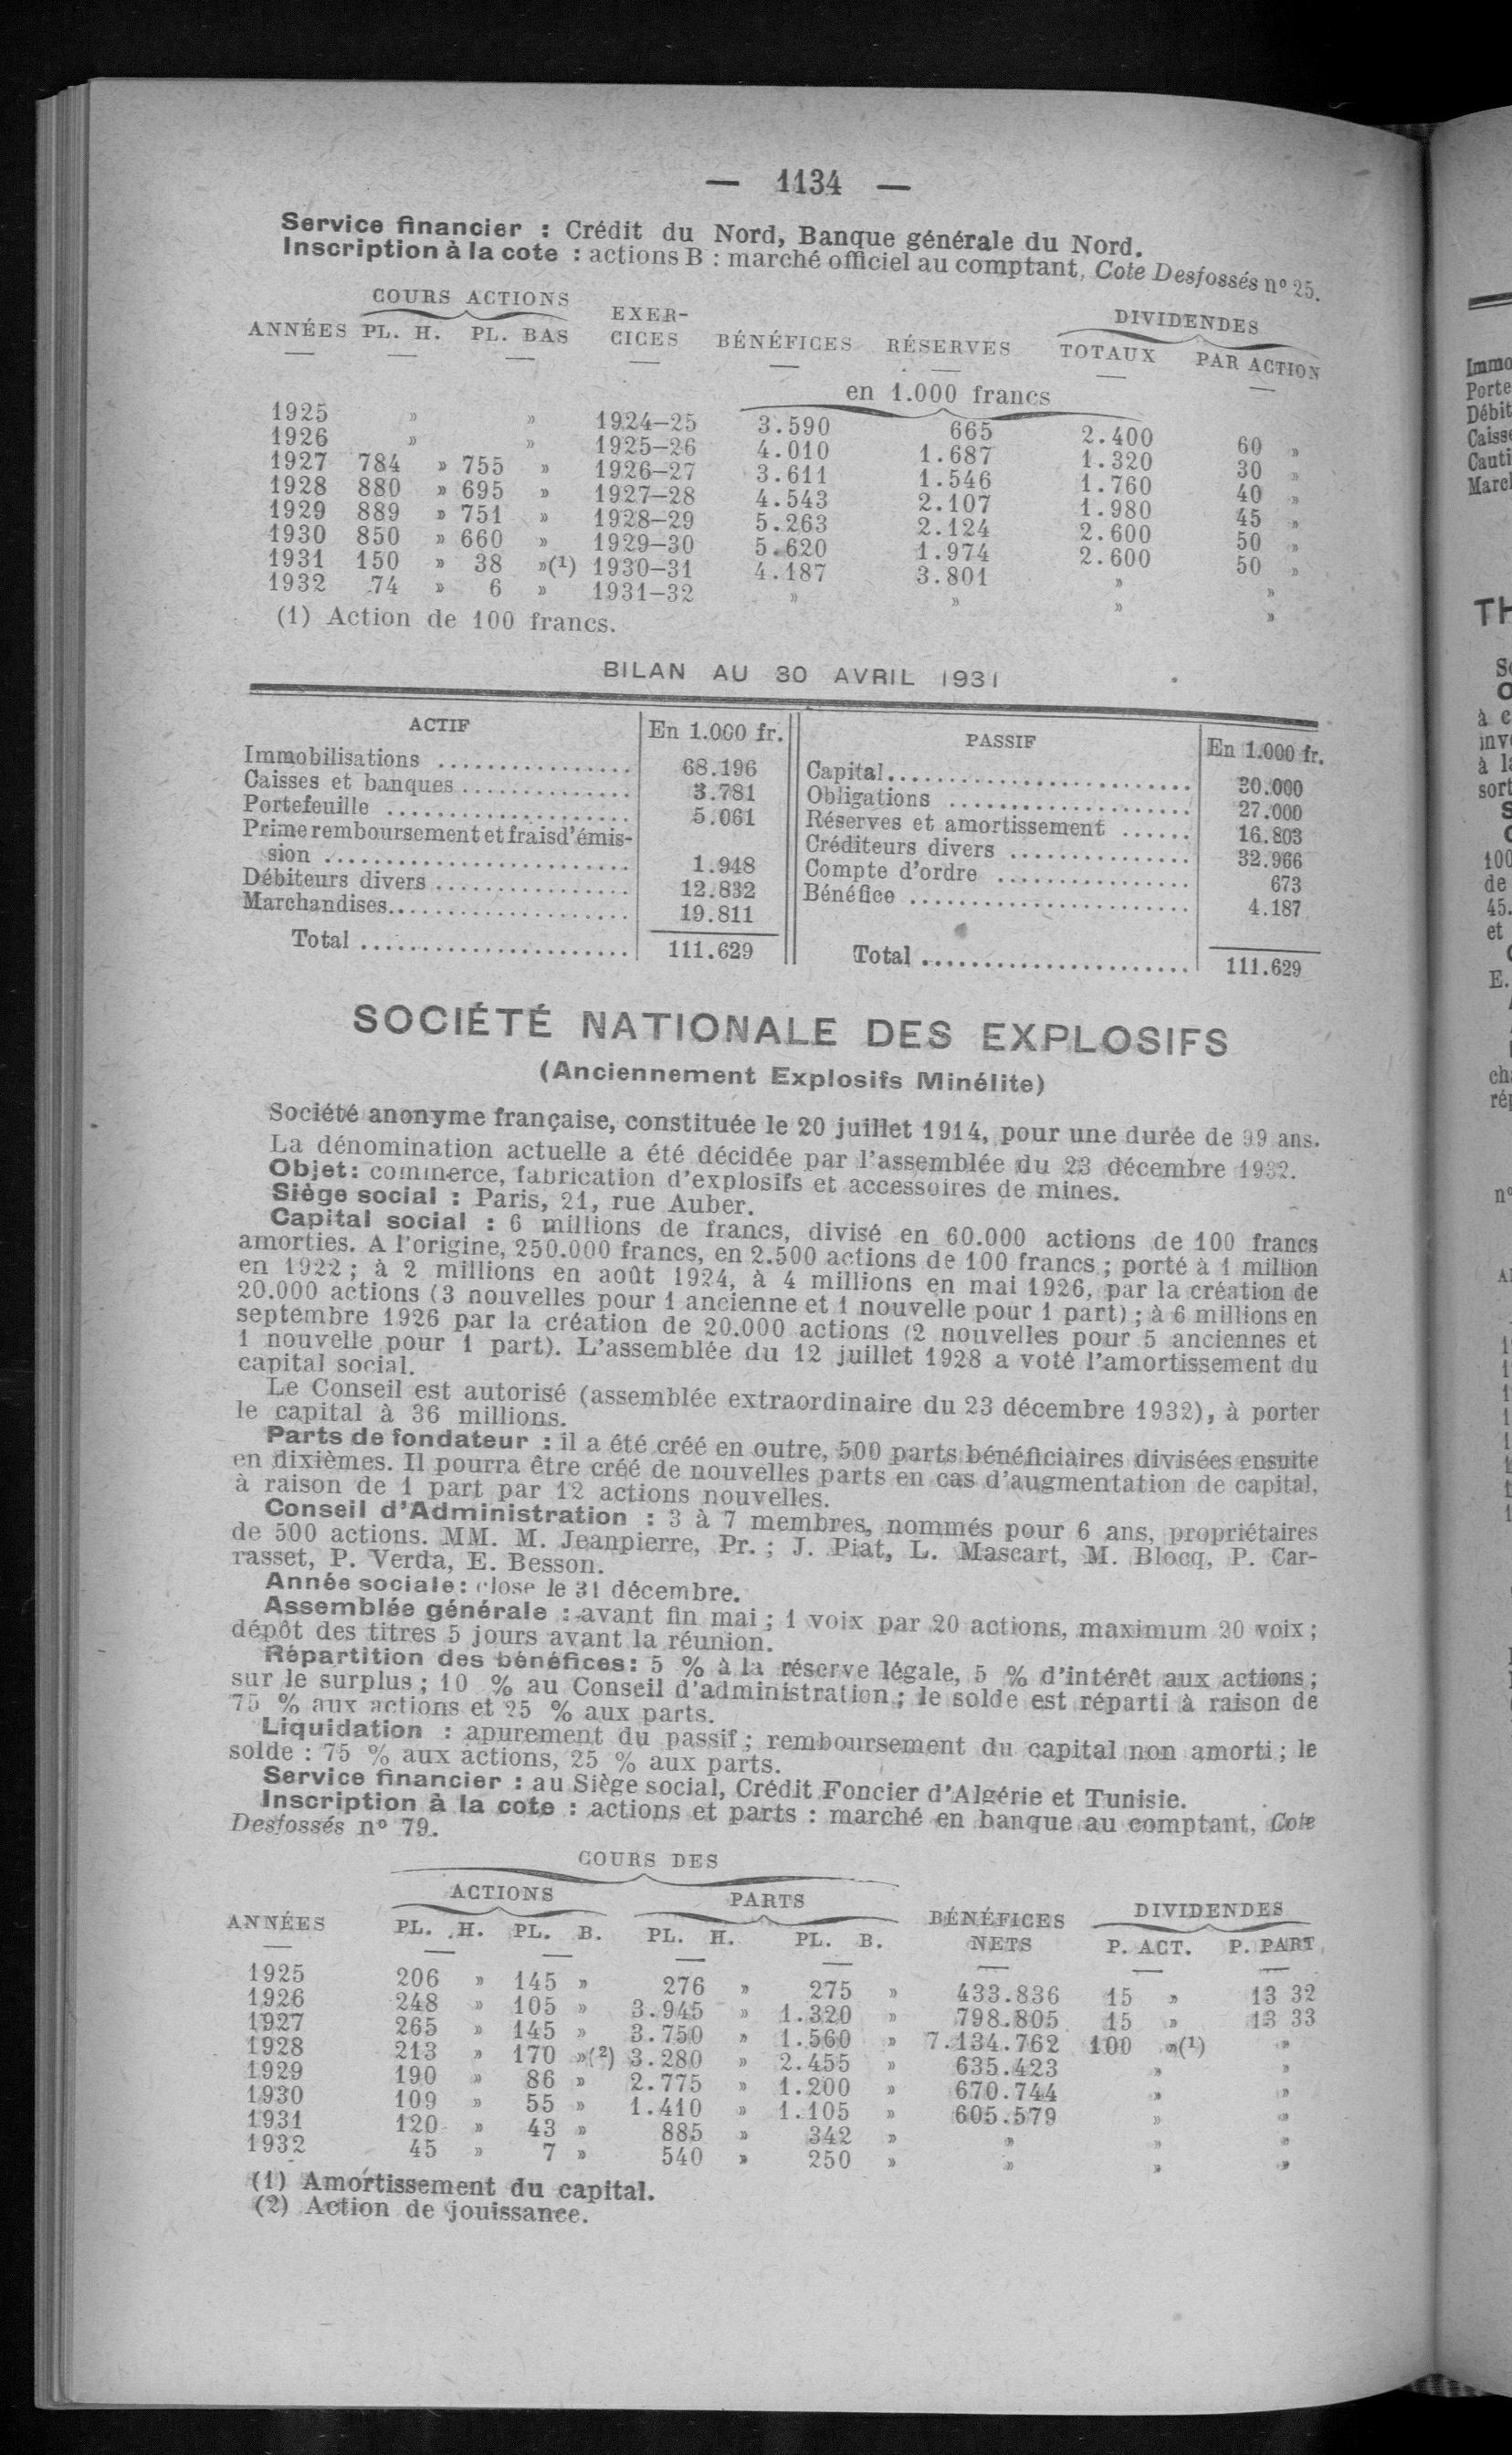 — 1134 —
Service financier : Crédit du Nord, Banque générale du Nord.
Inscription à la cote : actions B : marché officiel au comptant, Cote Desfossés nº 25.
COURS ACTIONS EXER- DIVIDENDES
ANNÉES PL. H. PL. BAS CICES BÉNÉFICES RÉSERVES TOTAUX PAR ACTION
en 1.000 francs
1925 » » 1924—25 3.590 665 2.400 60 »
1926 » » 1925—26 4.010 1.687 1.320 30 »
1927 784 » 755 » 1926—27 3.611 1.546 1.760 40 »
1928 880 » 695 » 1927—28 4.543 2.107 1.980 45 »
1929 889 » 751 » 1928—29 5.263 2.124 2.600 50 »
1930 850 » 660 » 1929—30 5.620 1.974 2.600 50 »
1931 150 » 38 »(1) 1930—31 4.187 3.801 » »
1932 74 » 6 » 1931—32 » » » »
(1) Action de 100 francs.
BILAN AU 30 AVRIL 1931
ACTIF En 1.000 fr. PASSIF En 1.000 fr.
Immobilisations ................ 68.196 Capital......................... 30.000
Caisses et banques.............. 3.781 Obligations .................... 27.000
Portefeuille .................... 5.061 Réserves et amortissement ...... 16.803
Prime remboursement et frais d'émis-
sion ......................... 1.948 Créditeurs divers ............... 32.966
Débiteurs divers................ 12.832 Compte d'ordre ................ 673
Marchandises.................... 19.811 Bénéfice ....................... 4.187
Total ...................... 111.629 Total ...................... 111.629
SOCIÉTÉ NATIONALE DES EXPLOSIFS
(Anciennement Explosifs Minélite)
Société anonyme française, constituée le 20 juillet 1914, pour une durée de 99 ans.
La dénomination actuelle a été décidée par l'assemblée du 23 décembre 1932.
Objet: commerce, fabrication d'explosifs et accessoires de mines.
Siège social : Paris, 21, rue Auber.
Capital social : 6 millions de francs, divisé en 60.000 actions de 100 francs
amorties. A l'origine, 250.000 francs, en 2.500 actions de 100 francs ; porté à 1 million
en 1922 ; à 2 millions en août 1924, à 4 millions en mai 1926, par la création de
20.000 actions (3 nouvelles pour 1 ancienne et 1 nouvelle pour 1 part) ; à 6 millions en
septembre 1926 par la création de 20.000 actions (2 nouvelles pour 5 anciennes et
1 nouvelle pour 1 part). L'assemblée du 12 juillet 1928 a voté l'amortissement du
capital social.
Le Conseil est autorisé (assemblée extraordinaire du 23 décembre 1932), à porter
le capital à 36 millions.
Parts de fondateur : il a été créé en outre, 500 parts bénéficiaires divisées ensuite
en dixièmes. Il pourra être créé de nouvelles parts en cas d'augmentation de capital,
à raison de 1 part par 12 actions nouvelles.
Conseil d'Administration : 3 à 7 membres, nommés pour 6 ans, propriétaires
de 500 actions. MM. M. Jeanpierre, Pr. ; J. Piat, L. Mascart, M. Blocq, P. Car-
rasset, P. Verda, E. Besson.
Année sociale: close le 31 décembre.
Assemblée générale : avant fin mai ; 1 voix par 20 actions, maximum 20 voix ;
dépôt des titres 5 jours avant la réunion.
Répartition des bénéfices: 5 % à la réserve légale, 5 % d'intérêt aux actions ;
sur le surplus ; 10 % au Conseil d'administration ; le solde est réparti à raison de
75 % aux actions et 25 % aux parts.
Liquidation : apurement du passif ; remboursement du capital non amorti ; le
solde : 75 % aux actions, 25 % aux parts.
Service financier : au Siège social, Crédit Foncier d'Algérie et Tunisie.
Inscription à la cote : actions et parts : marché en banque au comptant, Cote
Desfossés nº 79.
COURS DES
ACTIONS PARTS DIVIDENDES
ANNÉES PL. H. PL. B. PL. H. PL. B. BÉNÉFICES NETS P. ACT. P. PART
1925 206 » 145 » 276 » 275 » 433.836 15 » 13 32
1926 248 » 105 » 3.945 » 1.320 » 798.805 15 » 13 33
1927 265 » 145 » 3.750 » 1.560 » 7.134.762 100 »(1) »
1928 213 » 170 »(2) 3.280 » 2.455 » 635.423 » »
1929 190 » 86 » 2.775 » 1.200 » 670.744 » »
1930 109 » 55 » 1.410 » 1.105 » 605.579 » »
1931 120 » 43 » 885 » 342 » » » »
1932 45 » 7 » 540 » 250 » » » »
(1) Amortissement du capital.
(2) Action de jouissance.